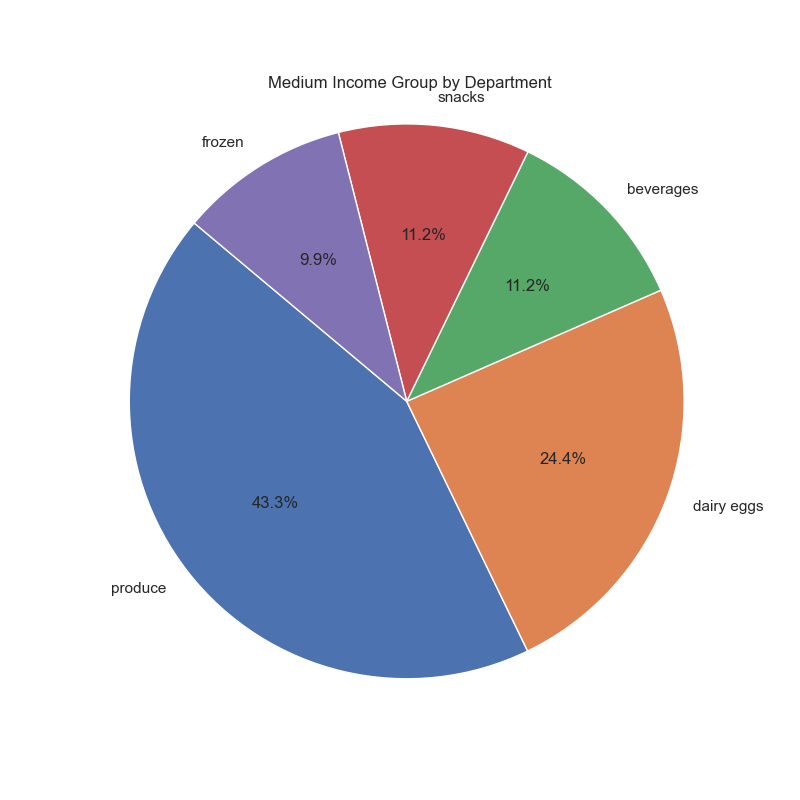 Medium Income Group by Department
snacks
frozen
beverages
11.2%
9.9%
11.2%
24.4%
43.3%
dairy eggs
produce